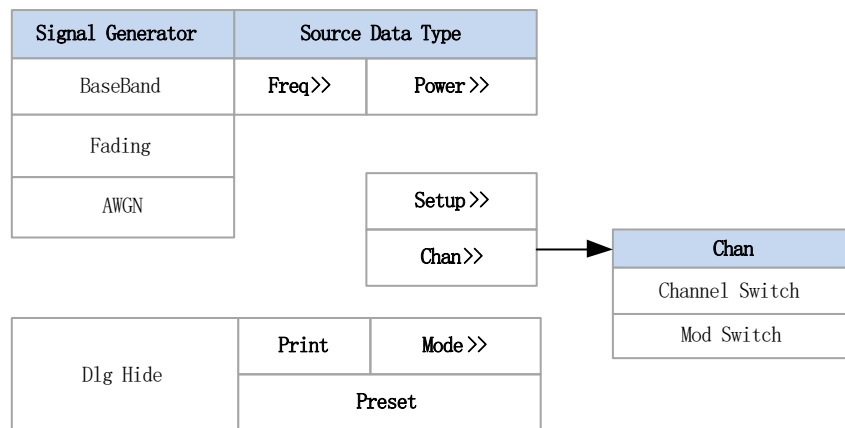 Signal Generator
Source Data Type
BaseBand
Freq>>
Power>>
Fading
AWGN
Setup>>
Chan>>
Chan
Channel Switch
Mod Switch
Dlg Hide
Print
Mode>>
Preset